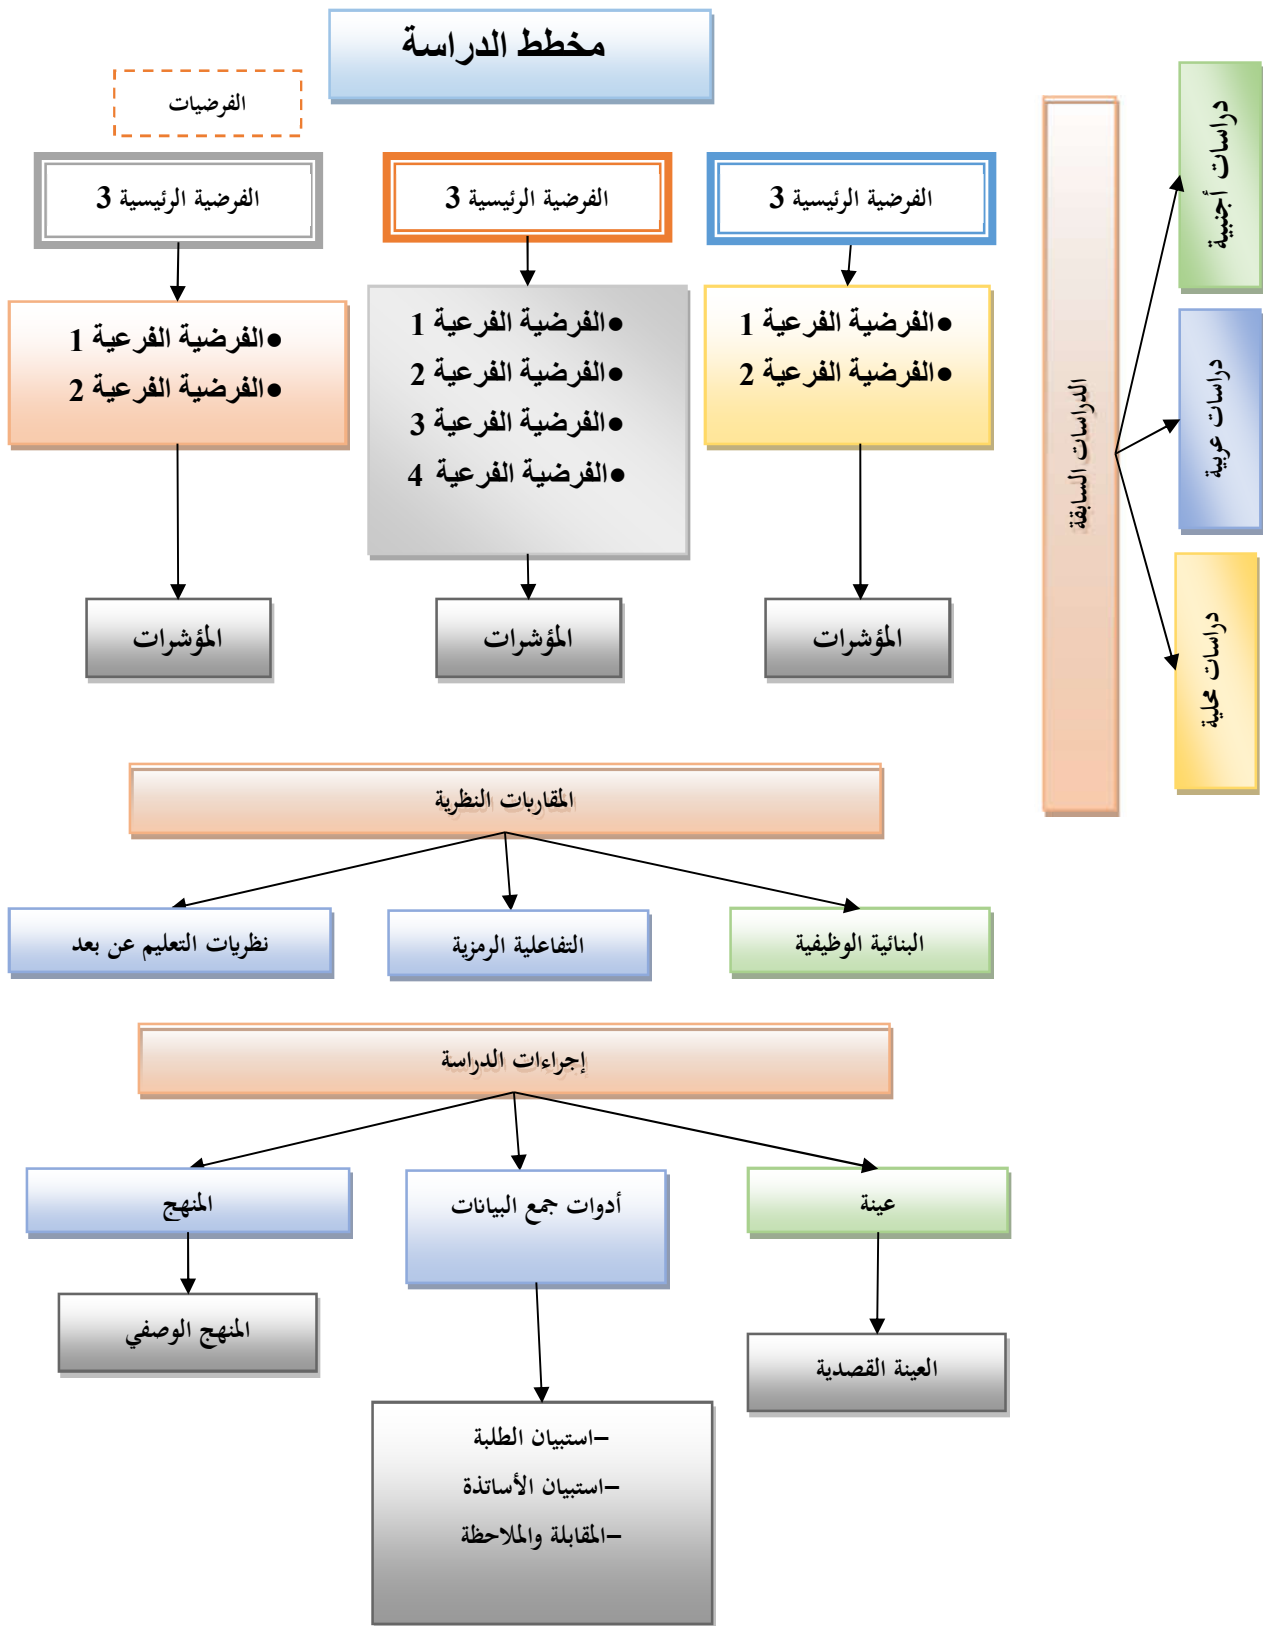 مخطط الدراسة
الفرضيات
الفرضية الرئيسية 3
الفرضية الرئيسية 3
الفرضية الرئيسية 3
●الفرضية الفرعية 1
●الفرضية الفرعية 2
●الفرضية الفرعية 1
●الفرضية الفرعية 2
●الفرضية الفرعية 3
●الفرضية الفرعية 4
●الفرضية الفرعية 1
●الفرضية الفرعية 2
المؤشرات
المؤشرات
المؤشرات
الدراسات السابقة
دراسات أجنبية
دراسات عربية
دراسات محلية
المقاربات النظرية
البنائية الوظيفية
التفاعلية الرمزية
نظريات التعليم عن بعد
إجراءات الدراسة
عينة
أدوات جمع البيانات
المنهج
العينة القصدية
المنهج الوصفي
–استبيان الطلبة
–استبيان الأساتذة
–المقابلة والملاحظة